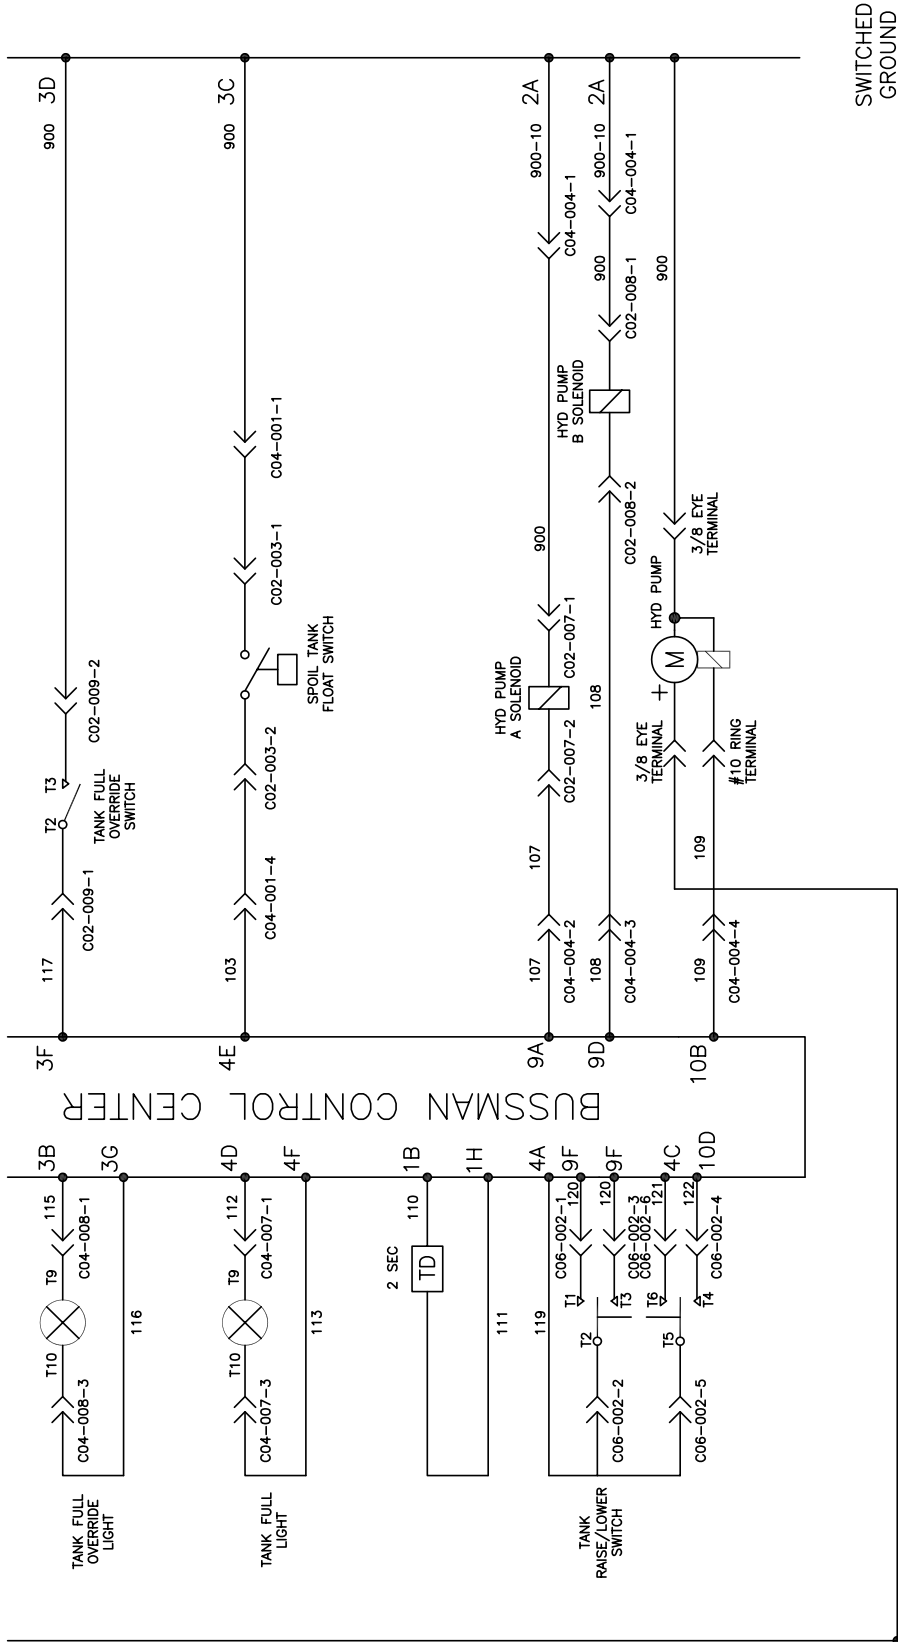 SWITCHED
GROUND
3D
900
C02-009-2
T3
T2
TANK FULL
OVERRIDE
SWITCH
C02-009-1
117
3F
3C
900
C04-001-1
C02-003-1
SPOIL TANK
FLOAT SWITCH
C02-003-2
C04-001-4
103
4E
2A
900-10
C04-004-1
900
C02-007-1
HYD PUMP
A SOLENOID
C02-007-2
107
107
C04-004-2
9A
2A
900-10
C04-004-1
900
C02-008-1
HYD PUMP
B SOLENOID
C02-008-2
108
108
C04-004-3
9D
900
3/8 EYE
TERMINAL
HYD PUMP
M
+
3/8 EYE
TERMINAL
#10 RING
TERMINAL
109
109
C04-004-4
10B
BUSSMAN CONTROL CENTER
3B
115
C04-008-1
T9
T10
C04-008-3
3G
116
TANK FULL
OVERRIDE
LIGHT
4D
112
C04-007-1
T9
T10
C04-007-3
4F
113
TANK FULL
LIGHT
1B
110
2 SEC
TD
1H
111
4A
119
9F
120
C06-002-1
T1
9F
120
C06-002-3
T3
T2
C06-002-2
4C
121
C06-002-6
T6
10D
122
C06-002-4
T4
T5
C06-002-5
TANK
RAISE/LOWER
SWITCH